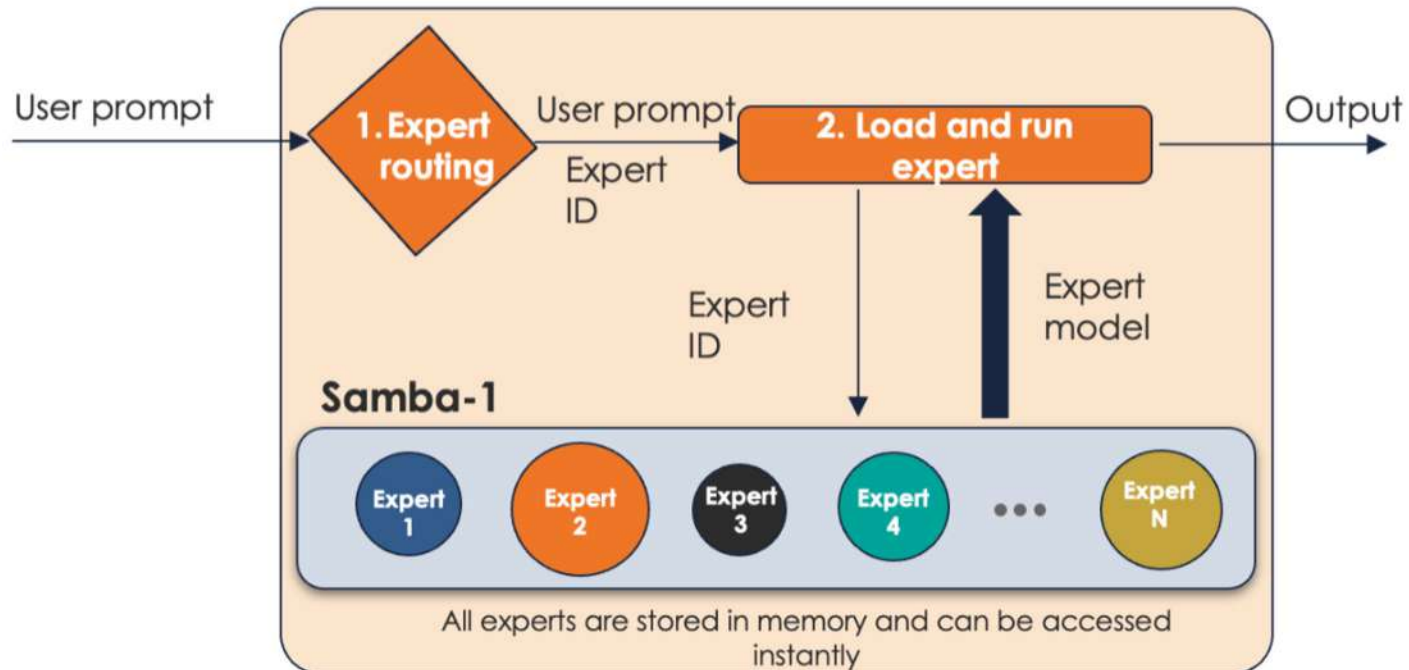 User prompt
1. Expert
routing
User prompt
Expert
ID
2. Load and run
expert
Output
Expert
ID
Expert
model
Samba-1
Expert
1
Expert
2
Expert
3
Expert
4
Expert
N
All experts are stored in memory and can be accessed
instantly